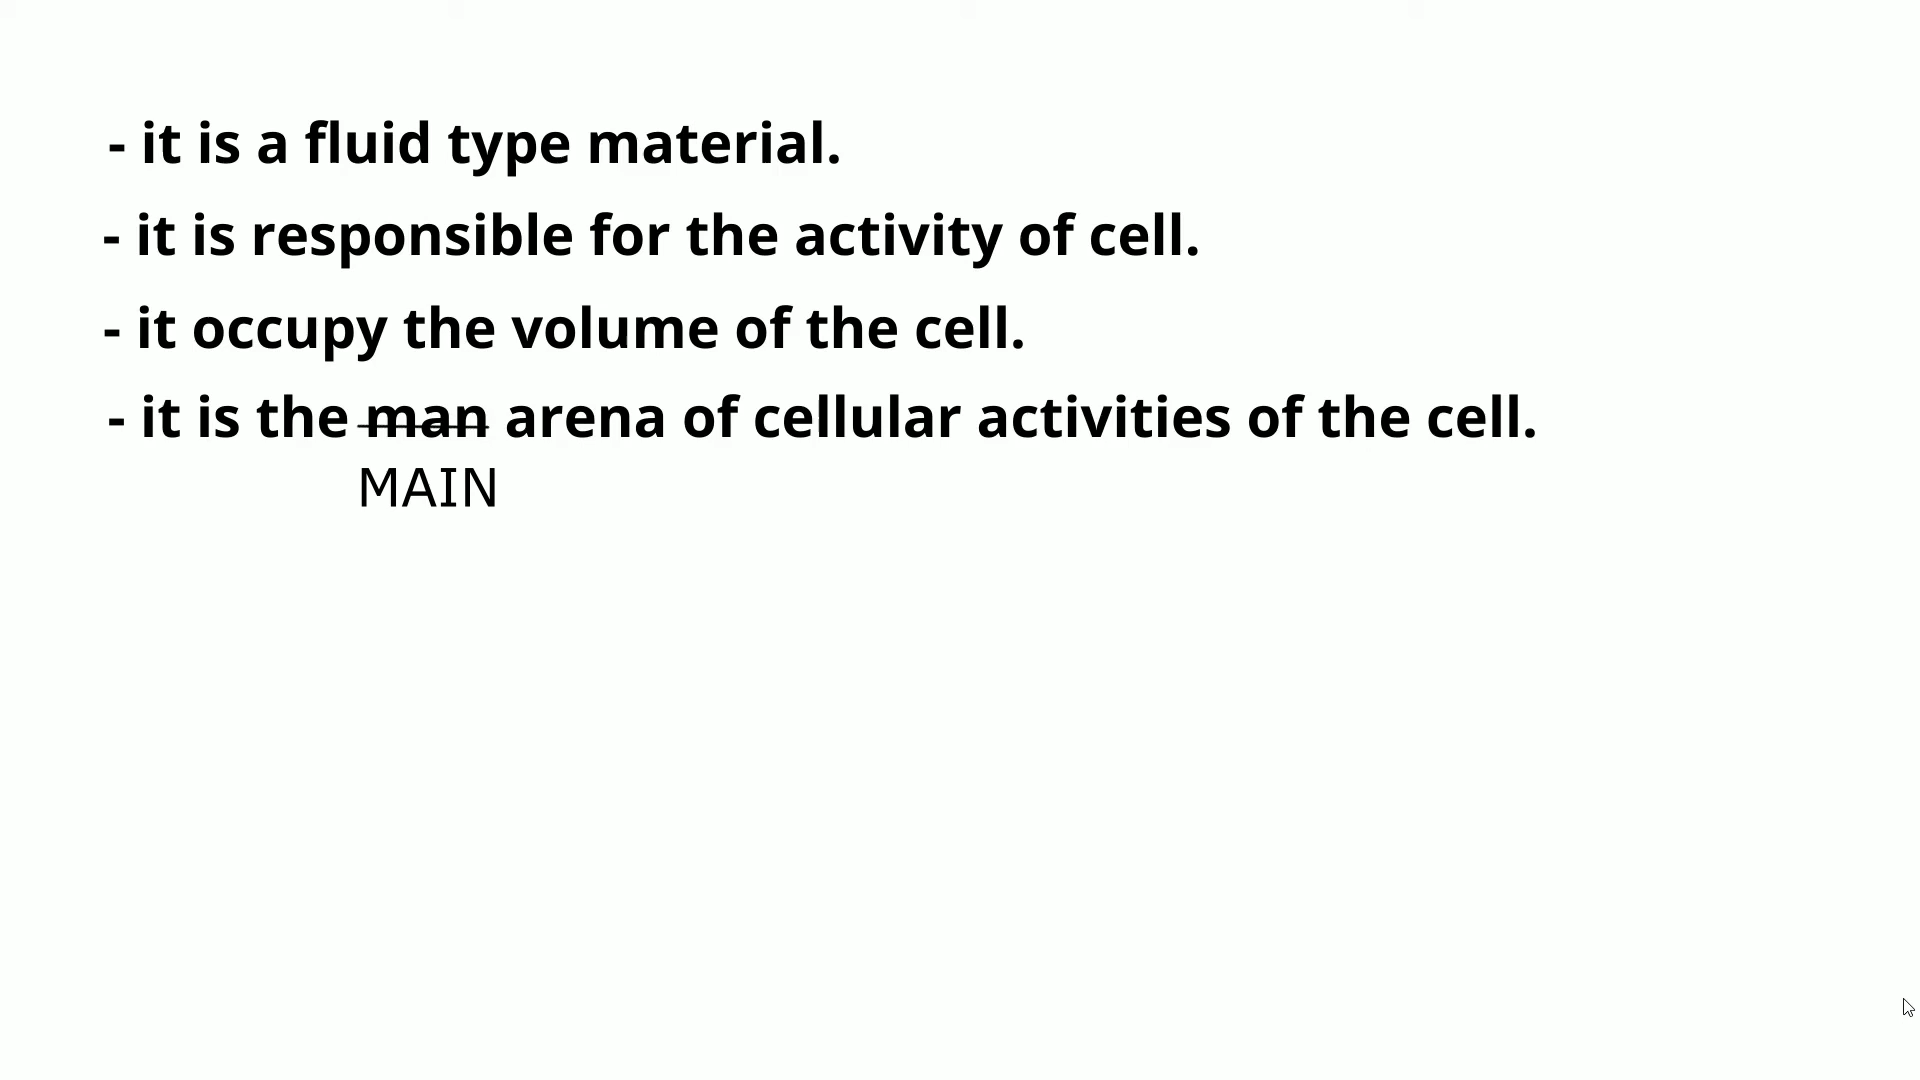 - it is a fluid type material.
- it is responsible for the activity of cell.
- it occupy the volume of the cell.
- it is the man arena of cellular activities of the cell.
MAIN